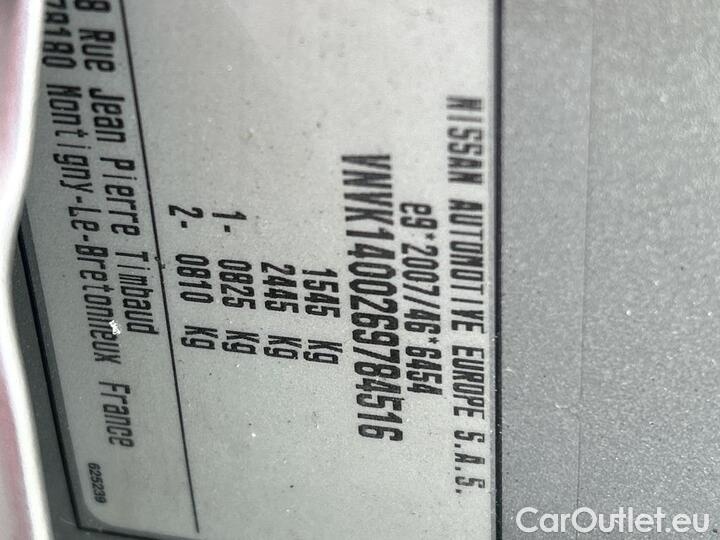 NISSAN AUTOMOTIVE EUROPE S.A.S.
e9*2007/46*6454
VNVK1400269784516
1545 Kg
2445 Kg
1- 0825 Kg
2- 0810 Kg
8 Rue Jean Pierre Timbaud
78180 Montigny-Le-Bretonneux France
625239
CarOutlet.eu